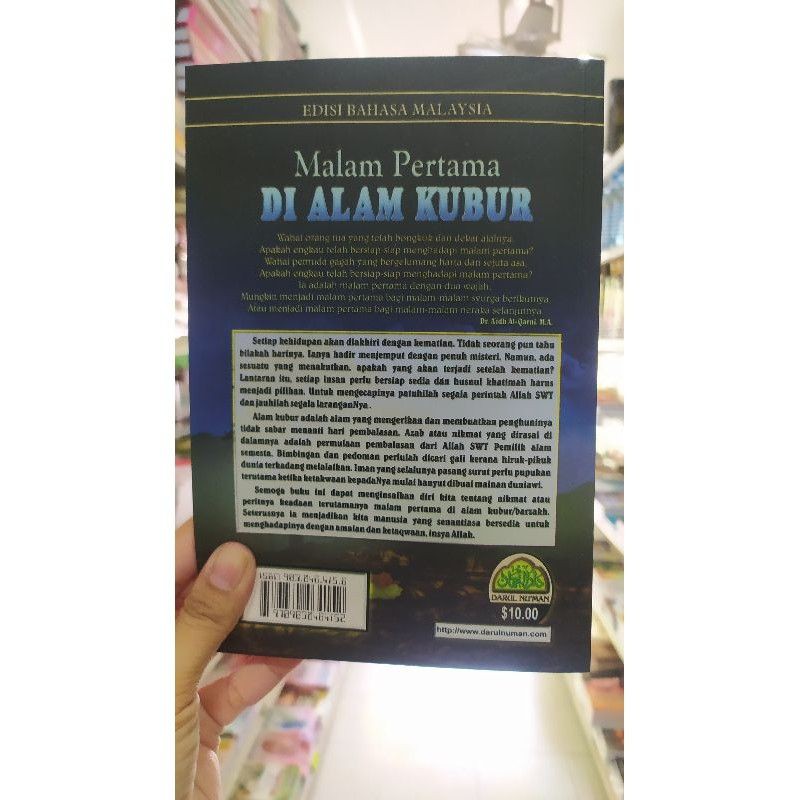 EDISI BAHASA MALAYSIA
Malam Pertama
DI ALAM KUBUR
Wahai orang tua yang telah bongkok dan dekat ajalnya.
Apakah engkau telah bersiap-siap menghadapi malam pertama?
Wahai pemuda gagah yang bergelumang harta dan sejuta asa.
Apakah engkau telah bersiap-siap menghadapi malam pertama?
Ia adalah malam pertama dengan dua wajah.
Mungkin menjadi malam pertama bagi malam-malam syurga berikutnya
Atau menjadi malam pertama bagi malam-malam neraka selanjutnya
Dr. Aidh Al-Qarni. M.A.
Setiap kehidupan akan diakhiri dengan kematian. Tidak seorang pun tahu
bilakah harinya. Ianya hadir menjemput dengan penuh misteri. Namun, ada
sesuatu yang menakutkan, apakah yang akan terjadi setelah kematian?
Lantaran itu, setiap insan perlu bersiap sedia dan husnul khatimah harus
menjadi pilihan. Untuk mengecapinya patuhilah segala perintah Allah SWT
dan jauhilah segala laranganNya.
Alam kubur adalah alam yang mengerikan dan membuatkan penghuninya
tidak sabar menanti hari pembalasan. Azab atau nikmat yang dirasai di
dalamnya adalah permulaan pembalasan dari Allah SWT Pemilik alam
semesta. Bimbingan dan pedoman perlulah dicari gali kerana hiruk-pikuk
dunia terkadang melalaikan. Iman yang selalunya pasang surut perlu pupukan
terutama ketika ketakwaan kepadaNya mulai hanyut dibuai mainan duniawi.
Semoga buku ini dapat menginsafkan diri kita tentang nikmat atau
peritnya keadaan terutamanya malam pertama di alam kubur/barzakh.
Seterusnya ia menjadikan kita manusia yang senantiasa bersedia untuk
menghadapinya dengan amalan dan ketaqwaan, insya Allah.
DARUL NU'MAN
$10.00
http://www.darulnuman.com